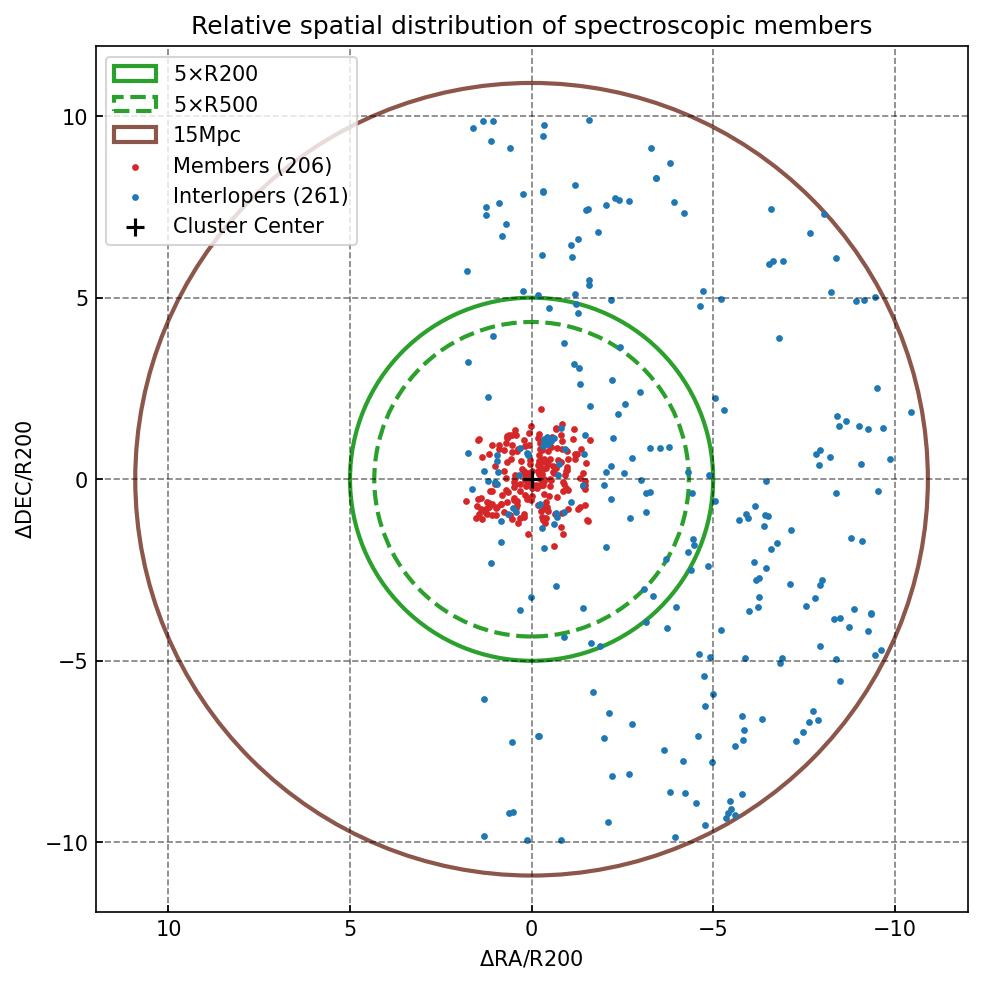 Relative spatial distribution of spectroscopic members
5×R200
5×R500
15Mpc
Members (206)
Interlopers (261)
Cluster Center
10
5
0
−5
−10
ΔDEC/R200
10
5
0
−5
−10
ΔRA/R200